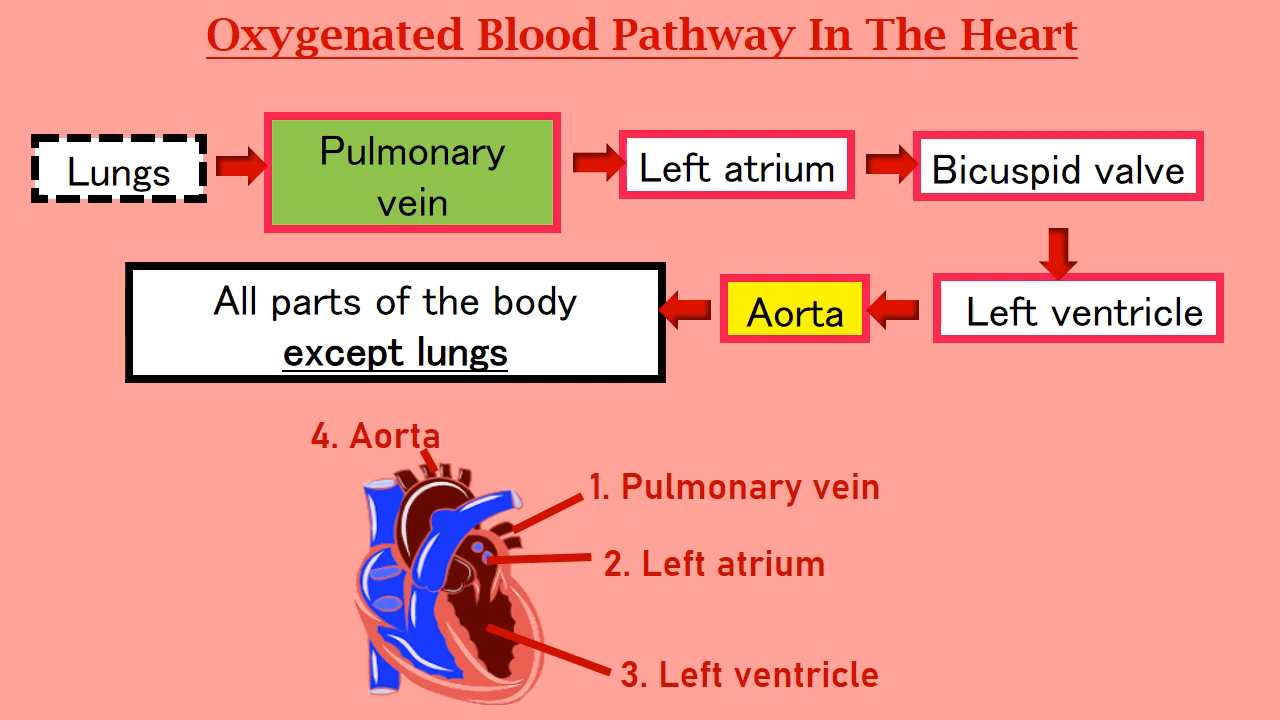 Oxygenated Blood Pathway In The Heart
Lungs
Pulmonary
vein
Left atrium
Bicuspid valve
Left ventricle
Aorta
All parts of the body
except lungs
4. Aorta
1. Pulmonary vein
2. Left atrium
3. Left ventricle